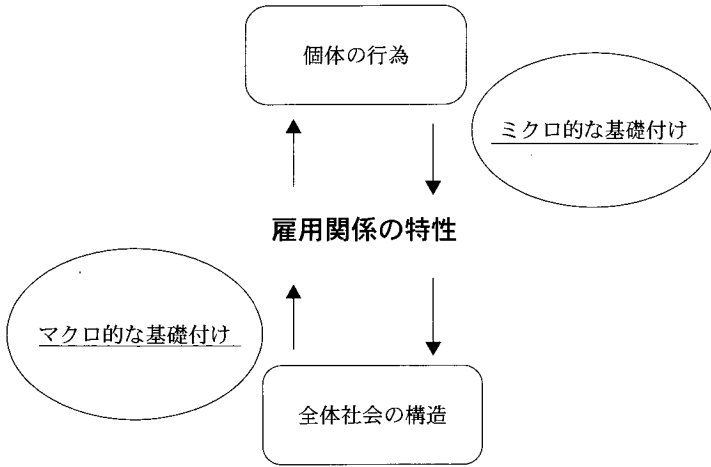 個体の行為
ミクロ的な基礎付け
雇用関係の特性
マクロ的な基礎付け
全体社会の構造